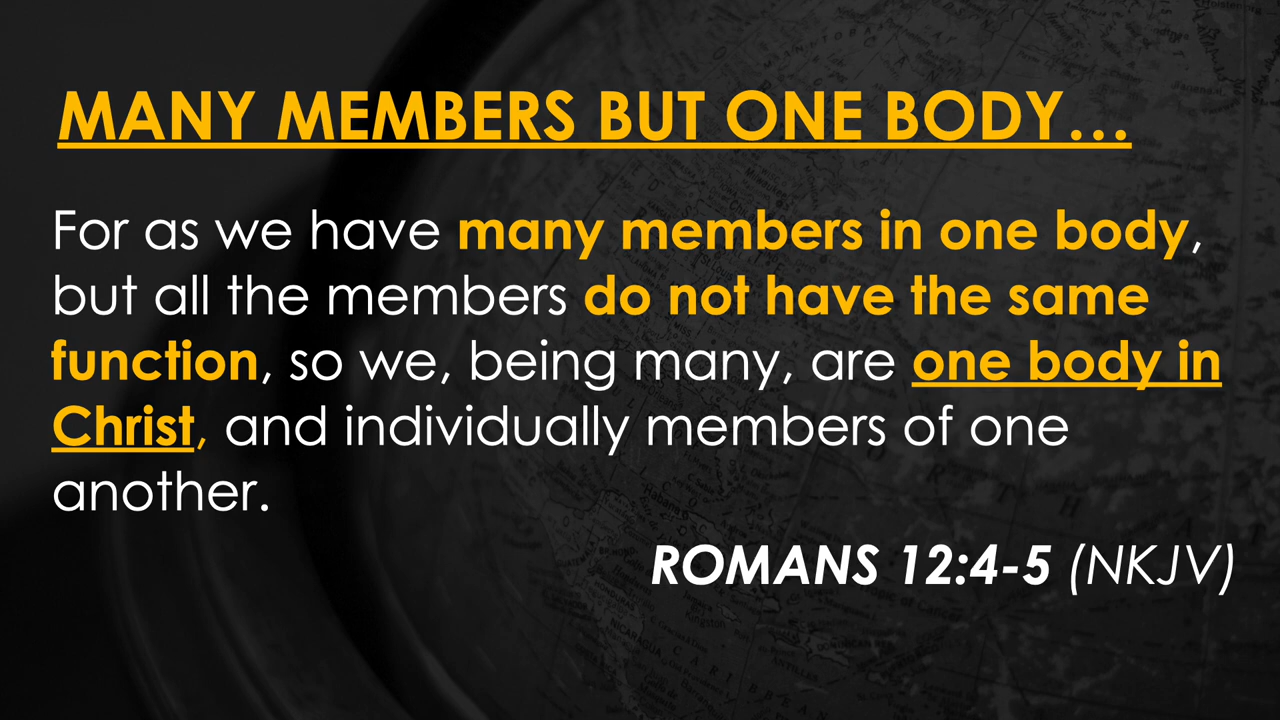 MANY MEMBERS BUT ONE BODY…
For as we have many members in one body,
but all the members do not have the same
function, so we, being many, are one body in
Christ, and individually members of one
another.
ROMANS 12:4-5 (NKJV)